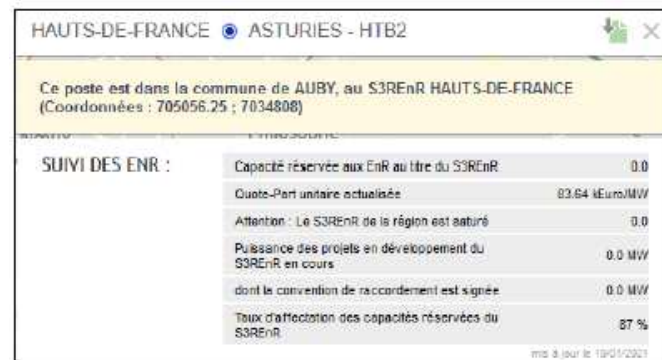 HAUTS-DE-FRANCE ASTURIES - HTB2
Ce poste est dans la commune de AUBY, au S3REnR HAUTS-DE-FRANCE
(Coordonnées : 705056.25 ; 7034808)
SUIVI DES ENR :
Capacité réservée aux EnR au titre du S3REnR 0.0
Quote-Part unitaire actualisée 83.64 kEuro/MW
Attention : Le S3REnR de la région est saturé 0.0
Puissance des projets en développement du
S3REnR en cours 0.0 MW
dont la convention de raccordement est signée 0.0 MW
Taux d'affectation des capacités réservées du
S3REnR 87 %
mis à jour le